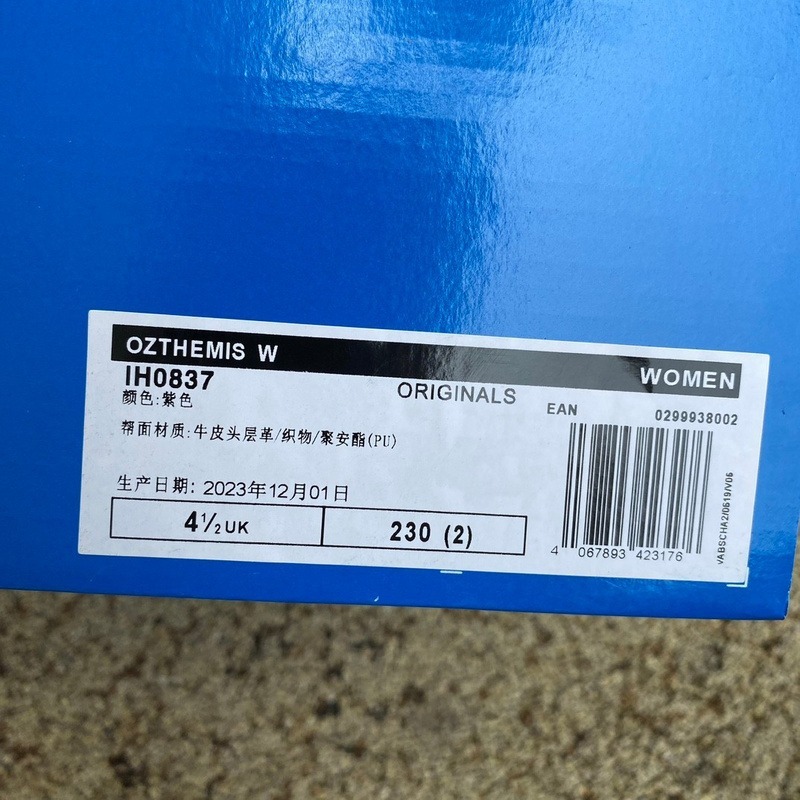 OZTHEMIS W
WOMEN
IH0837
ORIGINALS
颜色:紫色
EAN
0299938002
帮面材质:牛皮头层革/织物/聚安酯(PU)
生产日期: 2023年12月01日
4½UK
230 (2)
4 067893 423176
VABSCHA2/0619/V06